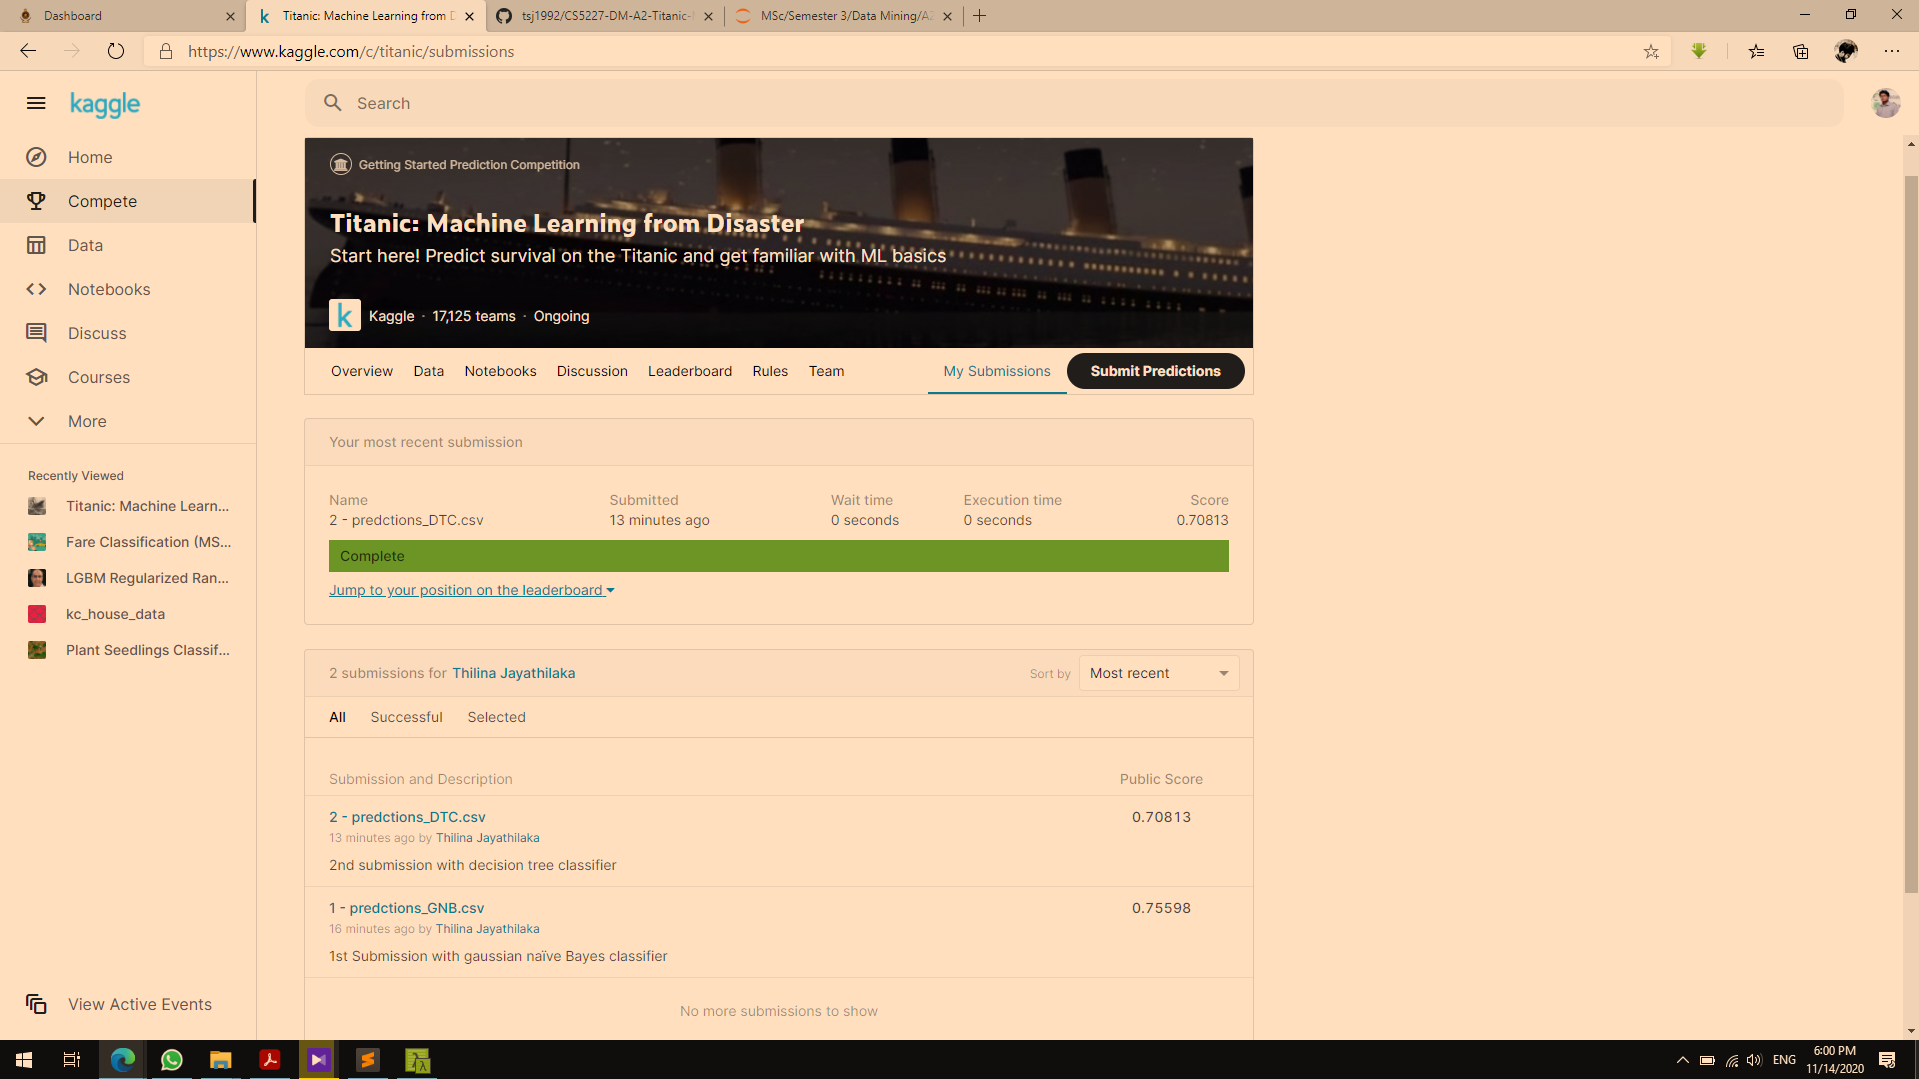 Dashboard
Titanic: Machine Learning from D
tsj1992/CS5227-DM-A2-Titanic-
MSc/Semester 3/Data Mining/A2
https://www.kaggle.com/c/titanic/submissions
kaggle
Search
Home
Compete
Data
Notebooks
Discuss
Courses
More
Recently Viewed
Titanic: Machine Learn...
Fare Classification (MS...
LGBM Regularized Ran...
kc_house_data
Plant Seedlings Classif...
View Active Events
Getting Started Prediction Competition
Titanic: Machine Learning from Disaster
Start here! Predict survival on the Titanic and get familiar with ML basics
k
Kaggle · 17,125 teams · Ongoing
Overview Data Notebooks Discussion Leaderboard Rules Team My Submissions Submit Predictions
Your most recent submission
Name Submitted Wait time Execution time Score
2 - predctions_DTC.csv 13 minutes ago 0 seconds 0 seconds 0.70813
Complete
Jump to your position on the leaderboard
2 submissions for Thilina Jayathilaka Sort by Most recent
All Successful Selected
Submission and Description Public Score
2 - predctions_DTC.csv 0.70813
13 minutes ago by Thilina Jayathilaka
2nd submission with decision tree classifier
1 - predctions_GNB.csv 0.75598
16 minutes ago by Thilina Jayathilaka
1st Submission with gaussian naïve Bayes classifier
No more submissions to show
ENG
6:00 PM
11/14/2020